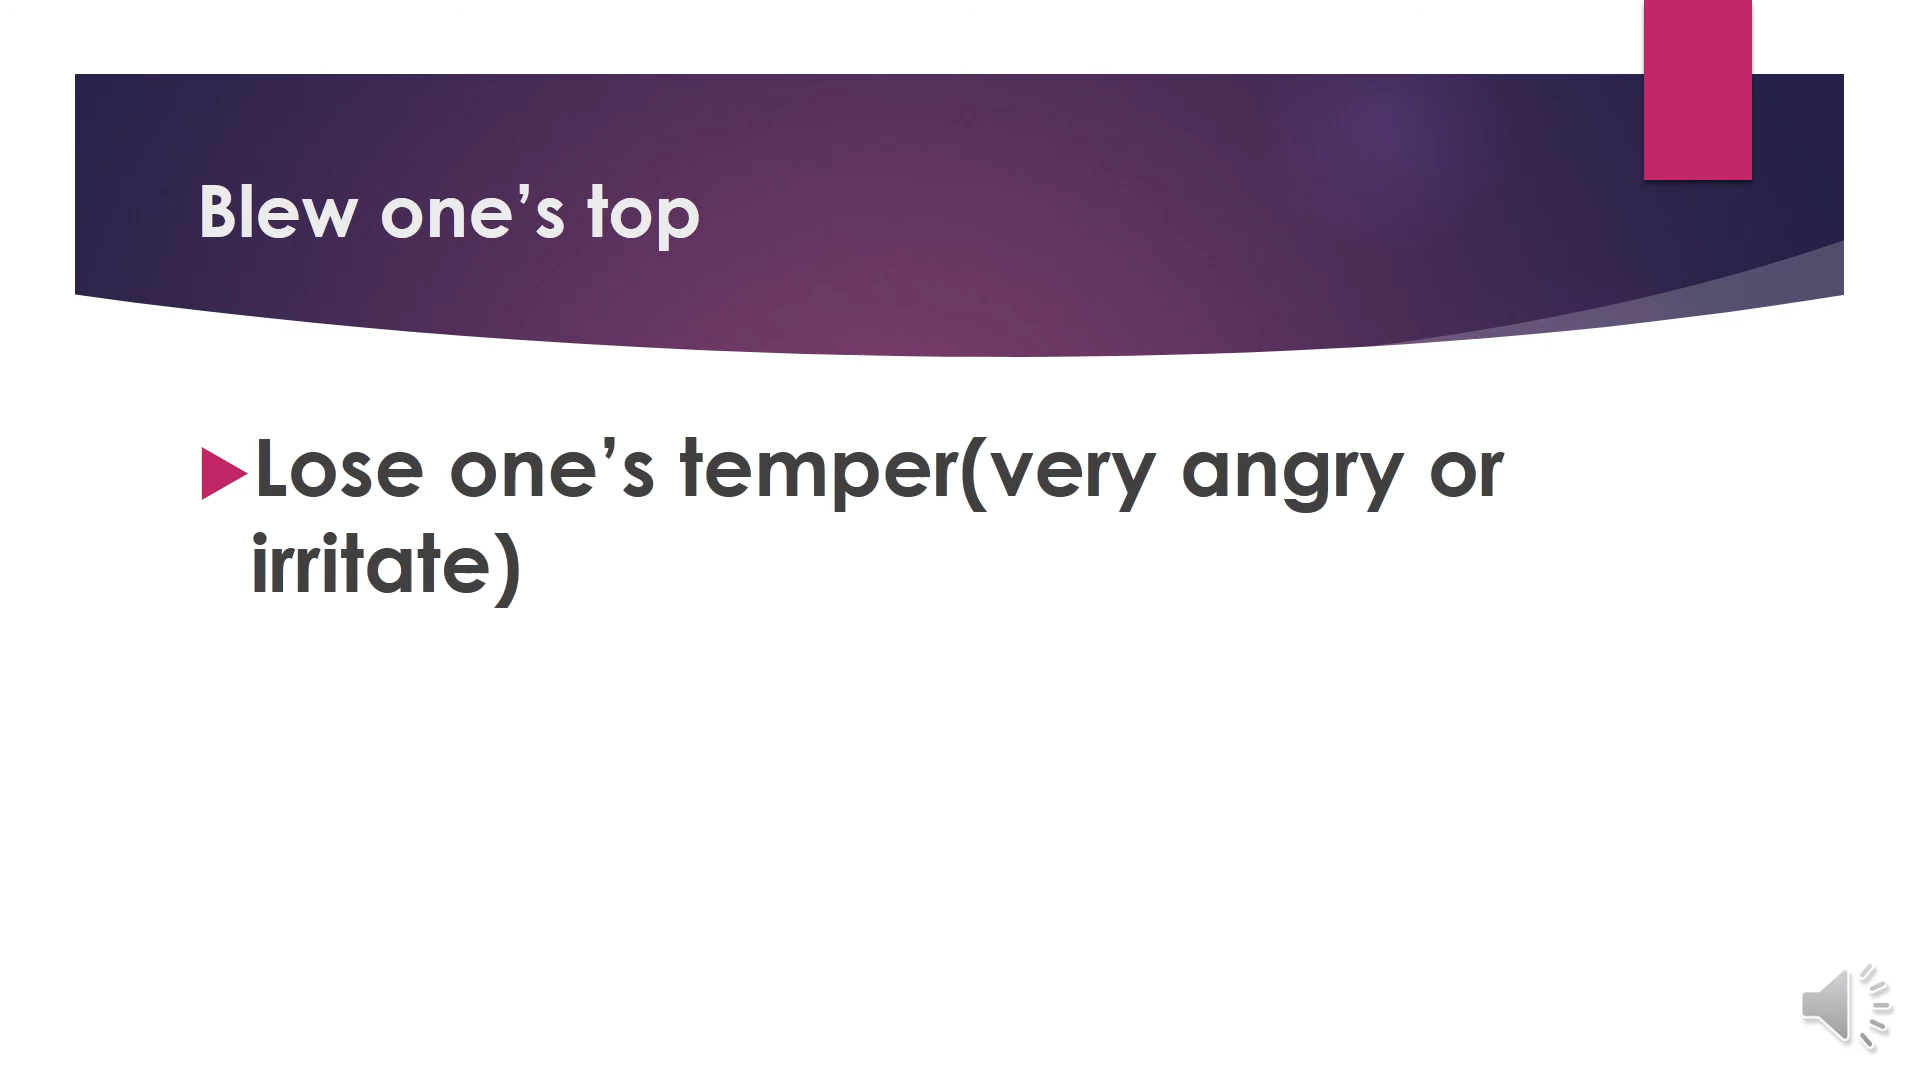 Blew one’s top
Lose one’s temper(very angry or
irritate)